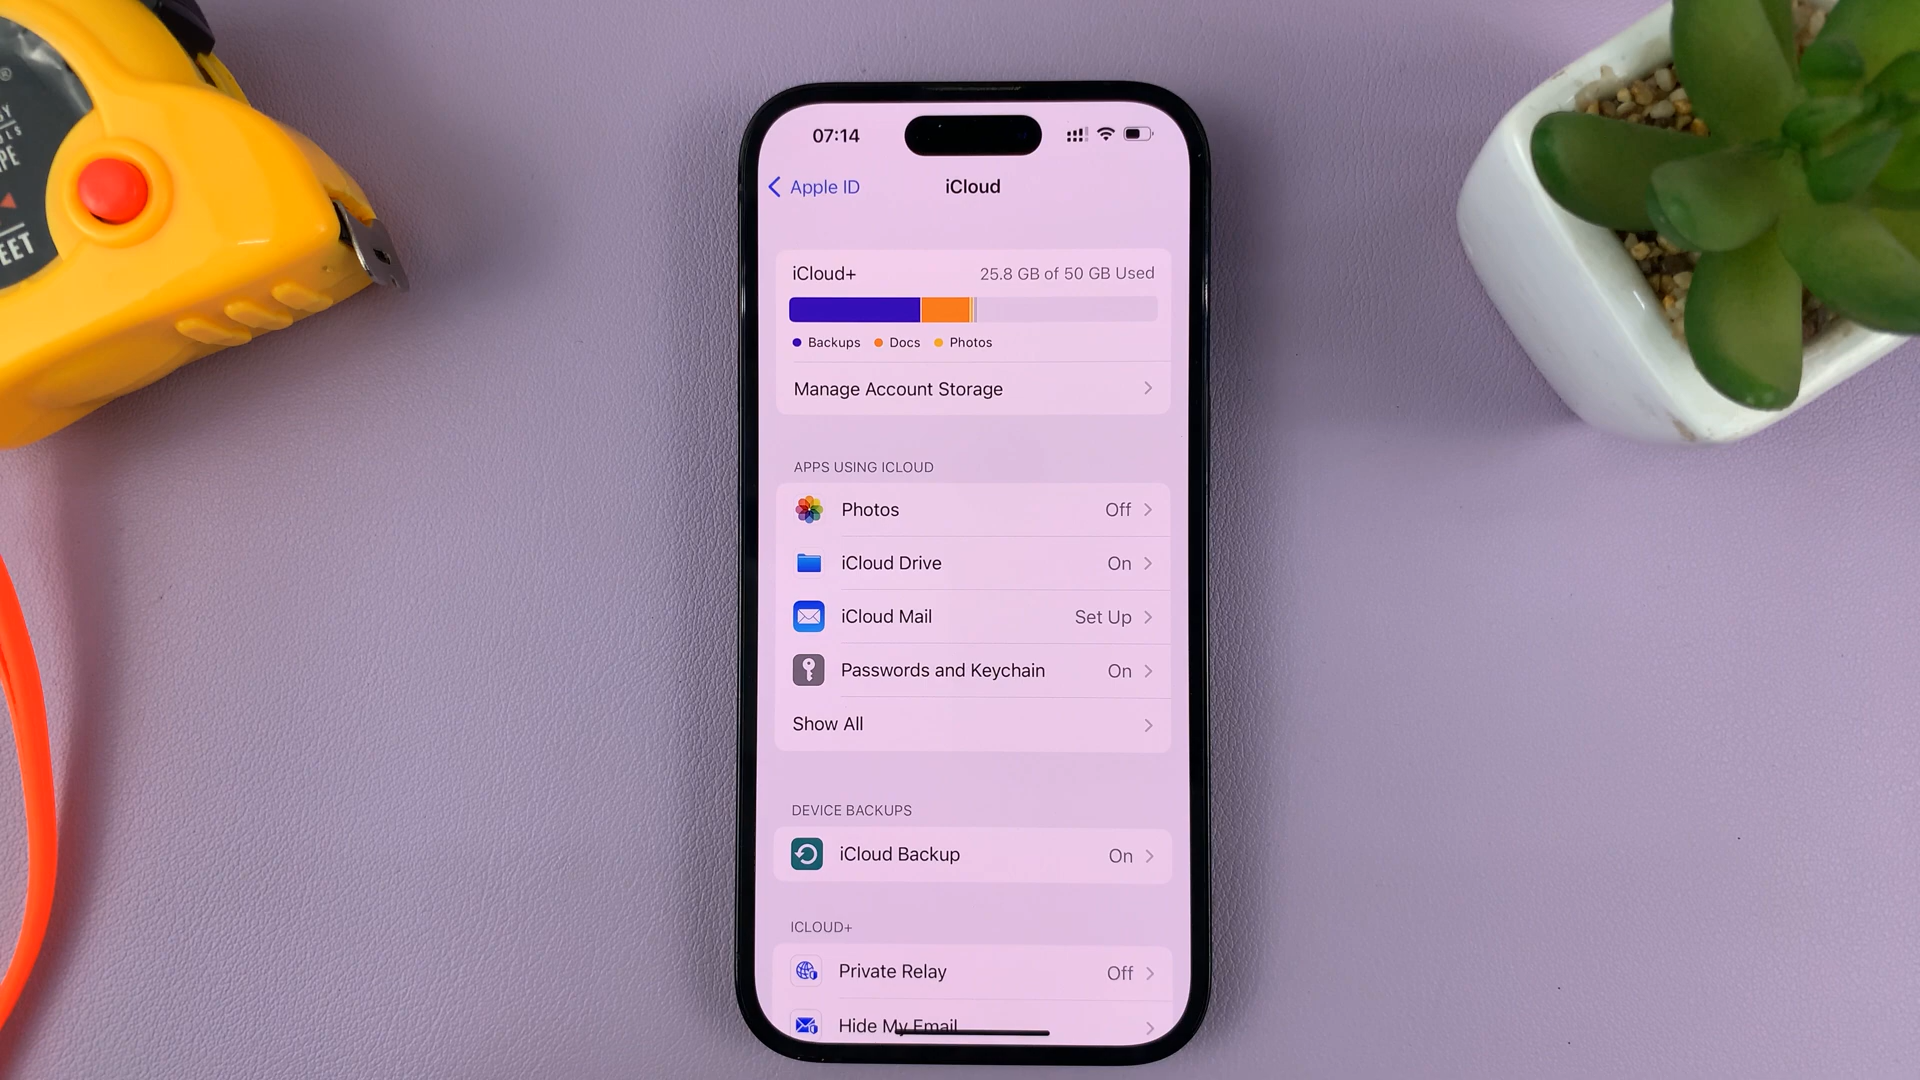 07:14
Apple ID
iCloud
iCloud+
25.8 GB of 50 GB Used
Backups
Docs
Photos
Manage Account Storage
APPS USING ICLOUD
Photos
Off
iCloud Drive
On
iCloud Mail
Set Up
Passwords and Keychain
On
Show All
DEVICE BACKUPS
iCloud Backup
On
ICLOUD+
Private Relay
Off
Hide My Email